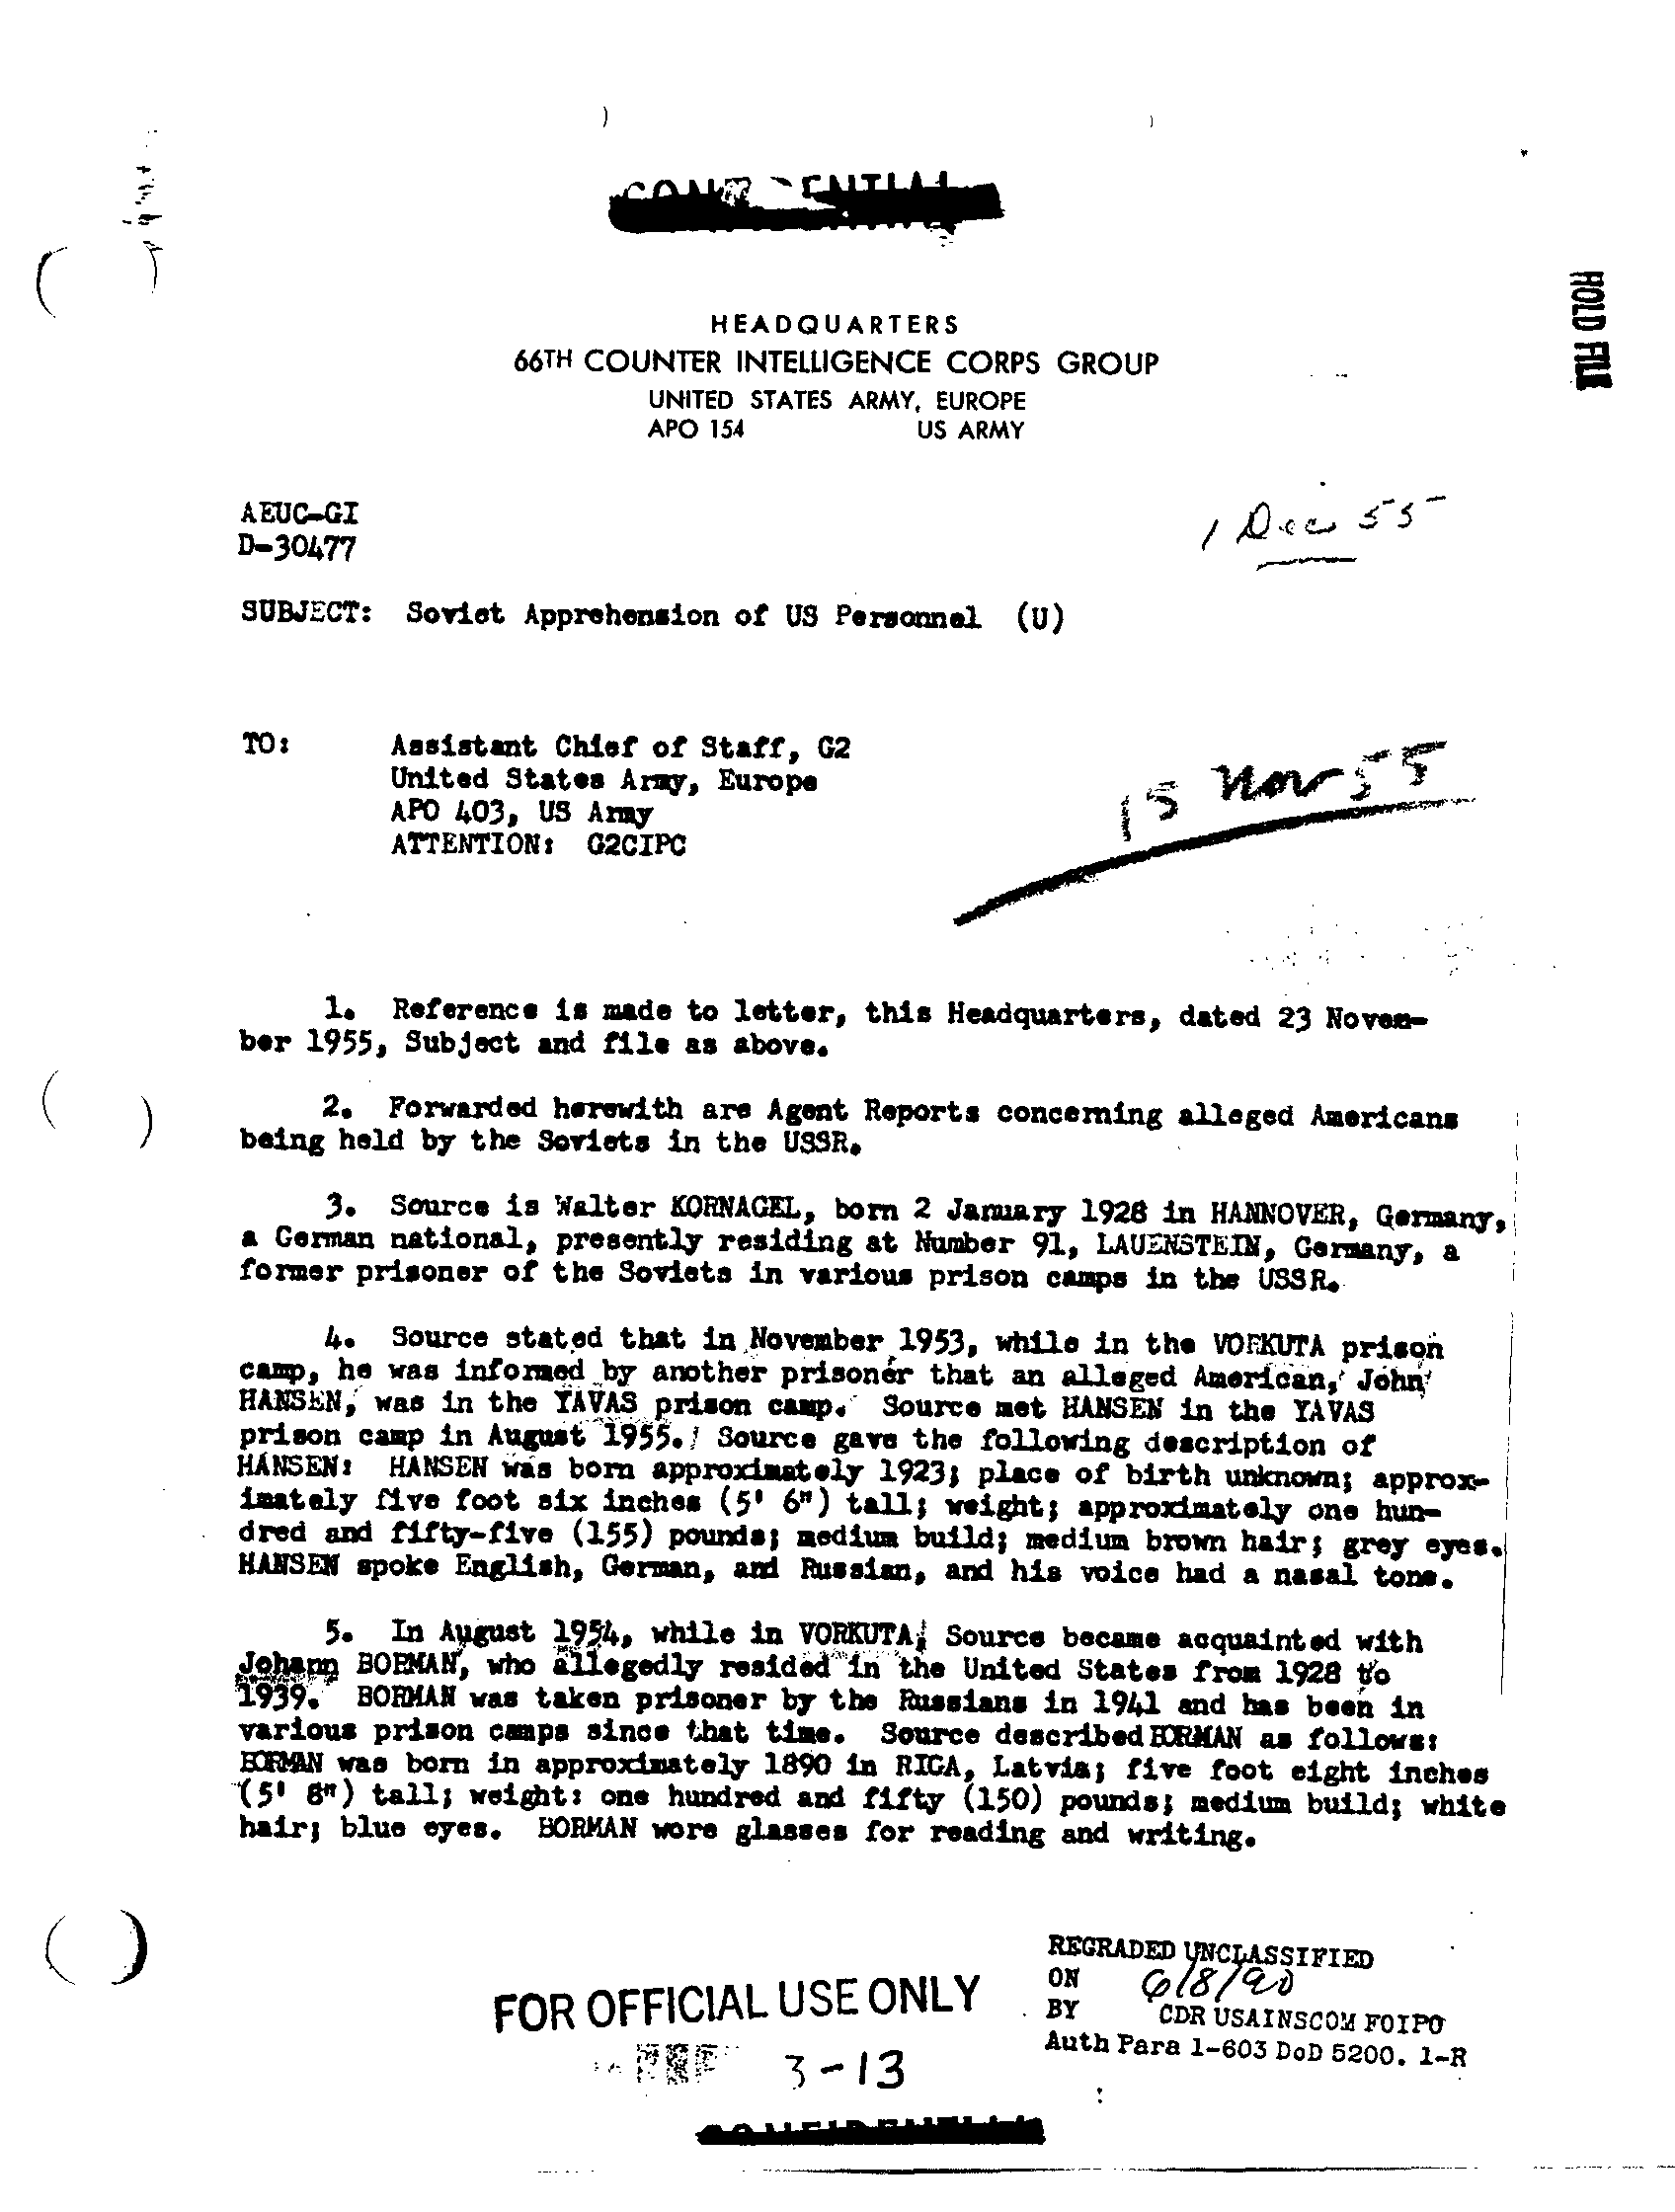 CONFIDENTIAL
HOLD FILE
HEADQUARTERS
66TH COUNTER INTELLIGENCE CORPS GROUP
UNITED STATES ARMY, EUROPE
APO 154 US ARMY
AEUC-GI
D-30477
1 Dec 55
SUBJECT: Soviet Apprehension of US Personnel (U)
TO: Assistant Chief of Staff, G2
United States Army, Europe
APO 403, US Army
ATTENTION: G2CIPC
15 Nov 55
1. Reference is made to letter, this Headquarters, dated 23 Novem-
ber 1955, Subject and file as above.
2. Forwarded herewith are Agent Reports concerning alleged Americans
being held by the Soviets in the USSR.
3. Source is Walter KORNAGEL, born 2 January 1928 in HANNOVER, Germany,
a German national, presently residing at Number 91, LAUENSTEIN, Germany, a
former prisoner of the Soviets in various prison camps in the USSR.
4. Source stated that in November 1953, while in the VORKUTA prison
camp, he was informed by another prisoner that an alleged American, John
HANSEN, was in the YAVAS prison camp. Source met HANSEN in the YAVAS
prison camp in August 1955. Source gave the following description of
HANSEN: HANSEN was born approximately 1923; place of birth unknown; approx-
imately five foot six inches (5' 6") tall; weight; approximately one hun-
dred and fifty-five (155) pounds; medium build; medium brown hair; grey eyes.
HANSEN spoke English, German, and Russian, and his voice had a nasal tone.
5. In August 1954, while in VORKUTA, Source became acquainted with
Johann BORMAN, who allegedly resided in the United States from 1928 to
1939. BORMAN was taken prisoner by the Russians in 1941 and has been in
various prison camps since that time. Source described BORMAN as follows:
BORMAN was born in approximately 1890 in RIGA, Latvia; five foot eight inches
(5' 8") tall; weight: one hundred and fifty (150) pounds; medium build; white
hair; blue eyes. BORMAN wore glasses for reading and writing.
REGRADED UNCLASSIFIED
ON 6/8/90
BY CDR USAINSCOM FOIPO
Auth Para 1-603 DoD 5200. 1-R
FOR OFFICIAL USE ONLY
3-13
CONFIDENTIAL